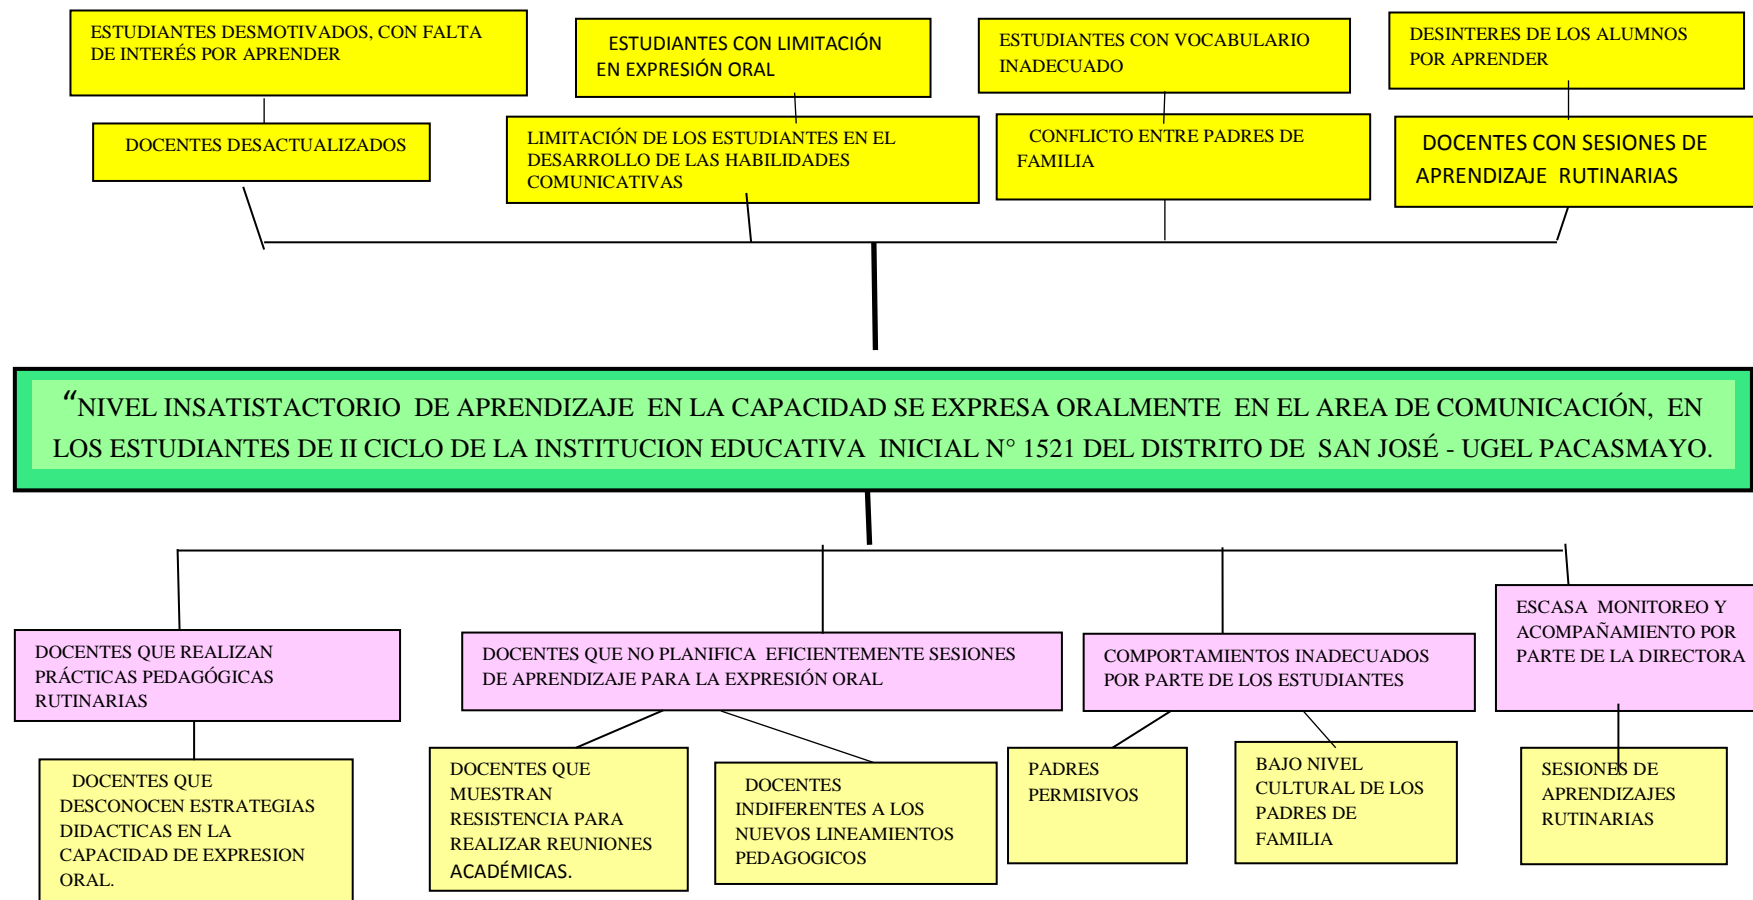 ESTUDIANTES DESMOTIVADOS, CON FALTA
DE INTERÉS POR APRENDER
ESTUDIANTES CON LIMITACIÓN
EN EXPRESIÓN ORAL
ESTUDIANTES CON VOCABULARIO
INADECUADO
DESINTERES DE LOS ALUMNOS
POR APRENDER
DOCENTES DESACTUALIZADOS
LIMITACIÓN DE LOS ESTUDIANTES EN EL
DESARROLLO DE LAS HABILIDADES
COMUNICATIVAS
CONFLICTO ENTRE PADRES DE
FAMILIA
DOCENTES CON SESIONES DE
APRENDIZAJE RUTINARIAS
“NIVEL INSATISTACTORIO DE APRENDIZAJE EN LA CAPACIDAD SE EXPRESA ORALMENTE EN EL AREA DE COMUNICACIÓN, EN
LOS ESTUDIANTES DE II CICLO DE LA INSTITUCION EDUCATIVA INICIAL N° 1521 DEL DISTRITO DE SAN JOSÉ - UGEL PACASMAYO.
DOCENTES QUE REALIZAN
PRÁCTICAS PEDAGÓGICAS
RUTINARIAS
DOCENTES QUE NO PLANIFICA EFICIENTEMENTE SESIONES
DE APRENDIZAJE PARA LA EXPRESIÓN ORAL
COMPORTAMIENTOS INADECUADOS
POR PARTE DE LOS ESTUDIANTES
ESCASA MONITOREO Y
ACOMPAÑAMIENTO POR
PARTE DE LA DIRECTORA
DOCENTES QUE
DESCONOCEN ESTRATEGIAS
DIDACTICAS EN LA
CAPACIDAD DE EXPRESION
ORAL.
DOCENTES QUE
MUESTRAN
RESISTENCIA PARA
REALIZAR REUNIONES
ACADÉMICAS.
DOCENTES
INDIFERENTES A LOS
NUEVOS LINEAMIENTOS
PEDAGOGICOS
PADRES
PERMISIVOS
BAJO NIVEL
CULTURAL DE LOS
PADRES DE
FAMILIA
SESIONES DE
APRENDIZAJES
RUTINARIAS